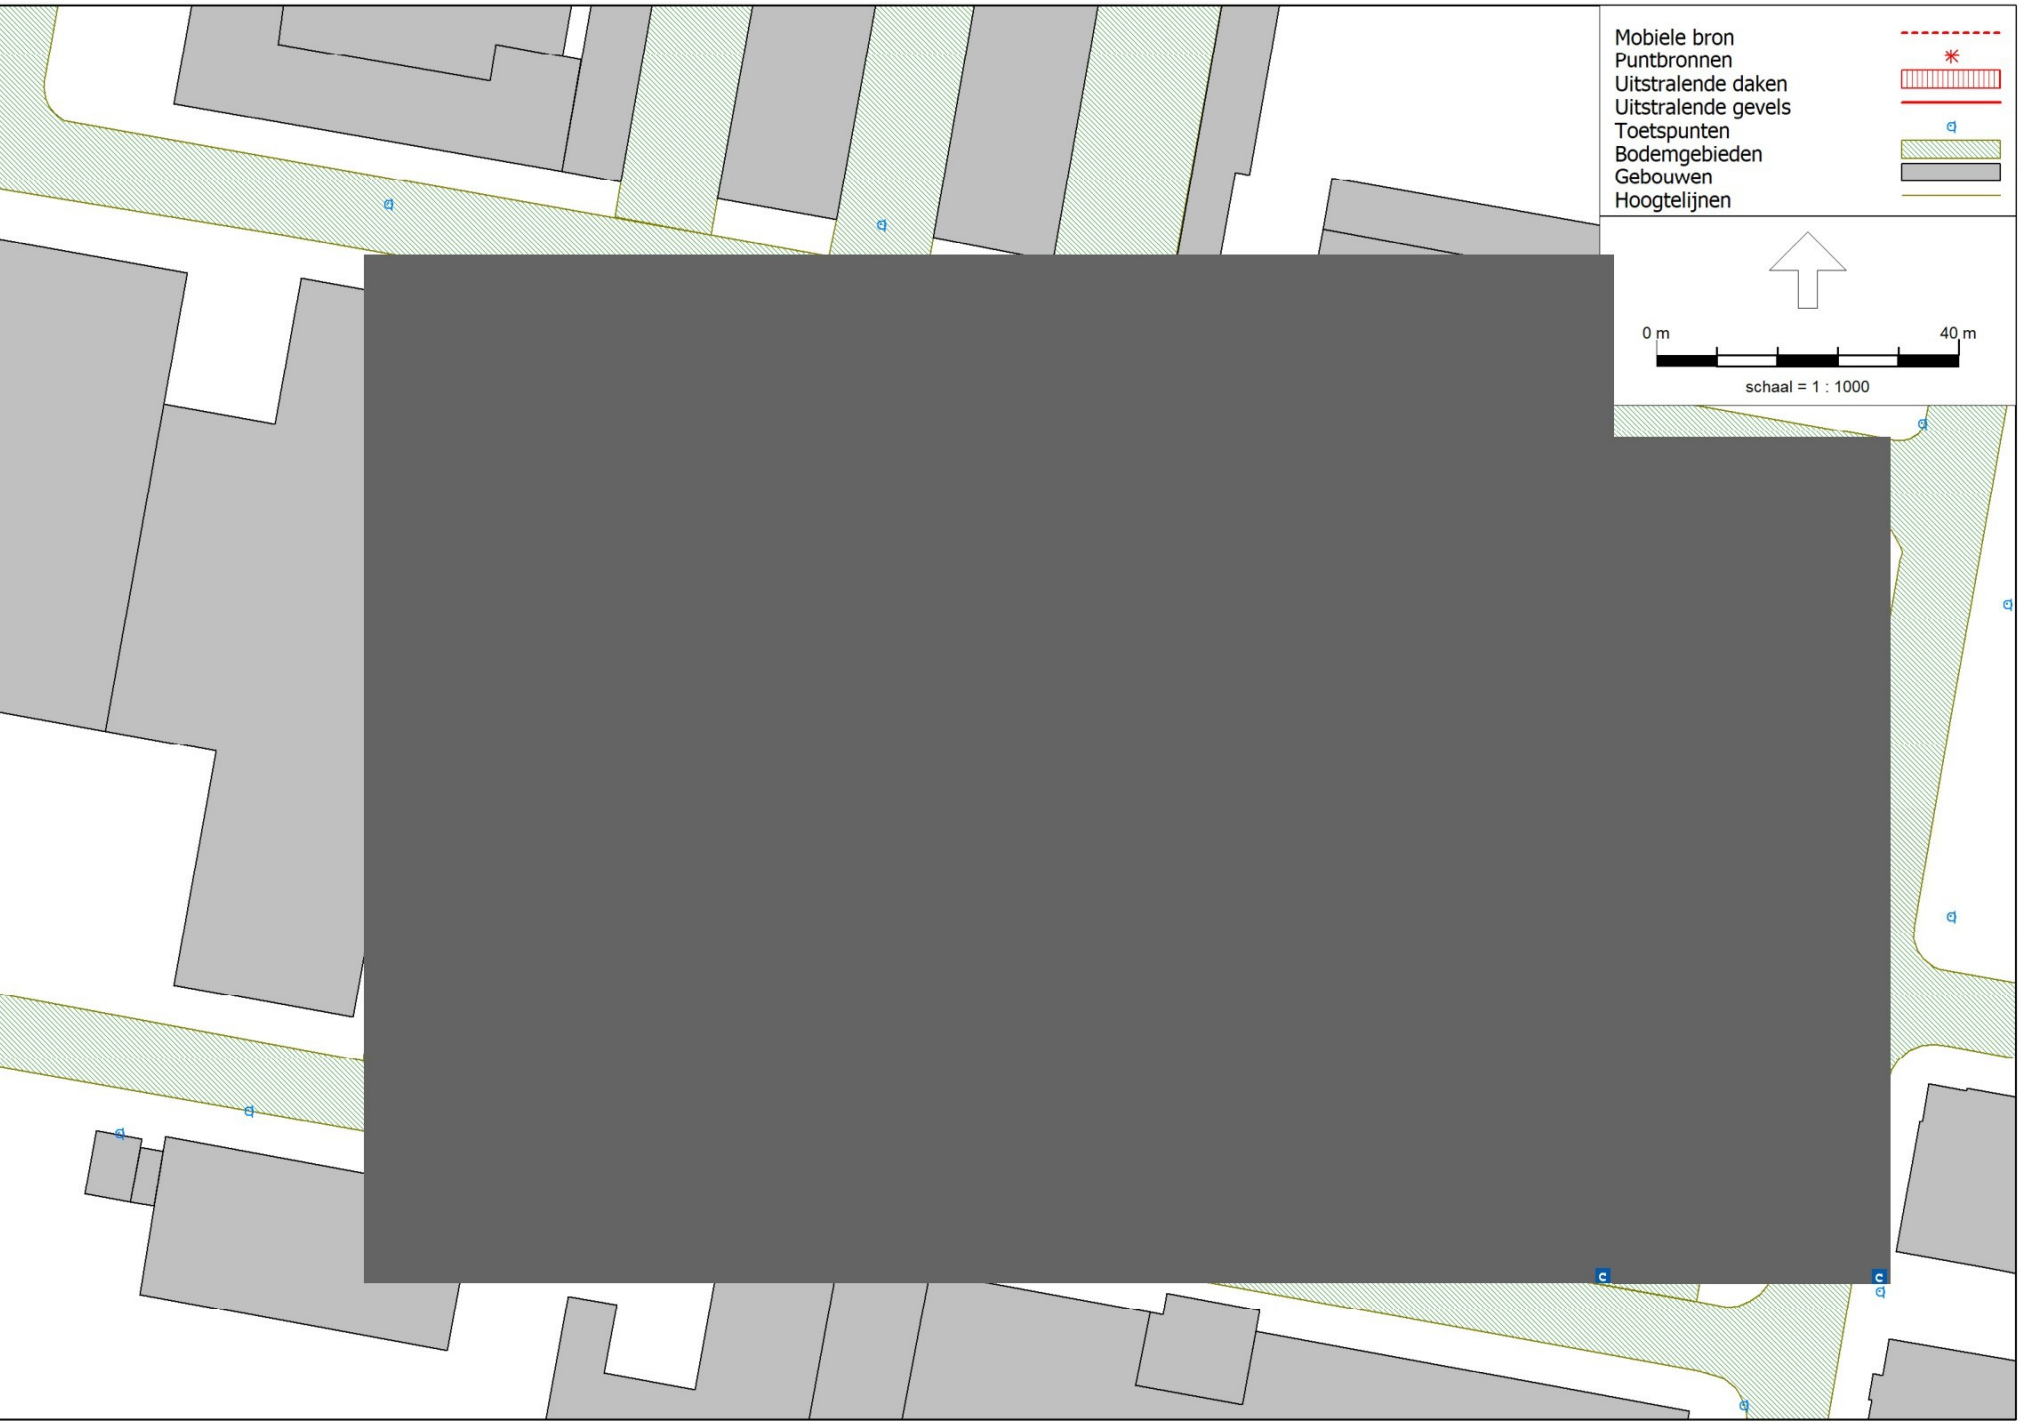 Mobiele bron
Puntbronnen
Uitstralende daken
Uitstralende gevels
Toetspunten
Bodemgebieden
Gebouwen
Hoogtelijnen
0 m 40 m
schaal = 1 : 1000
c c